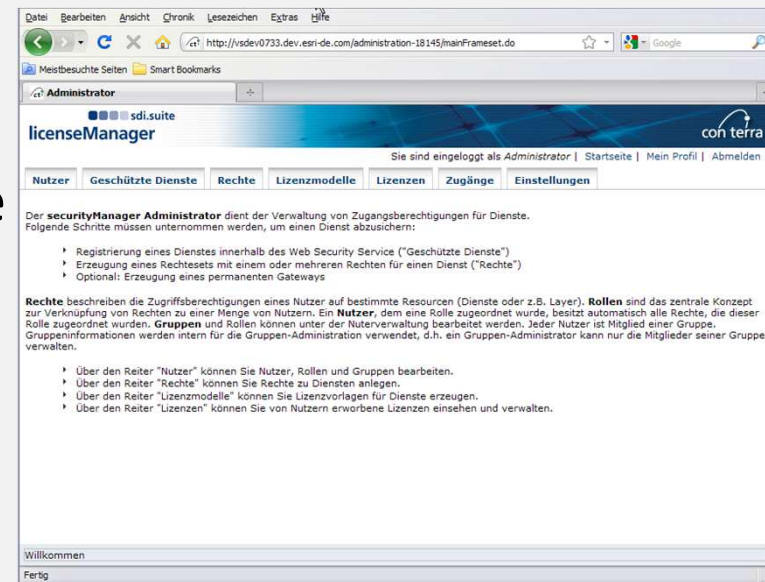 Datei Bearbeiten Ansicht Chronik Lesezeichen Extras Hilfe
http://vsdev0733.dev.esri-de.com/administration-18145/mainFrameset.do
Google
Meistbesuchte Seiten Smart Bookmarks
Administrator
sdi.suite
licenseManager
con terra
Sie sind eingeloggt als Administrator | Startseite | Mein Profil | Abmelden
Nutzer Geschützte Dienste Rechte Lizenzmodelle Lizenzen Zugänge Einstellungen
e
Der securityManager Administrator dient der Verwaltung von Zugangsberechtigungen für Dienste.
Folgende Schritte müssen unternommen werden, um einen Dienst abzusichern:
Registrierung eines Dienstes innerhalb des Web Security Service ("Geschützte Dienste")
Erzeugung eines Rechtesets mit einem oder mehreren Rechten für einen Dienst ("Rechte")
Optional: Erzeugung eines permanenten Gateways
Rechte beschreiben die Zugriffsberechtigungen eines Nutzer auf bestimmte Resourcen (Dienste oder z.B. Layer). Rollen sind das zentrale Konzept
zur Verknüpfung von Rechten zu einer Menge von Nutzern. Ein Nutzer, dem eine Rolle zugeordnet wurde, besitzt automatisch alle Rechte, die dieser
Rolle zugeordnet wurden. Gruppen und Rollen können unter der Nuterverwaltung bearbeitet werden. Jeder Nutzer ist Mitglied einer Gruppe.
Gruppeninformationen werden intern für die Gruppen-Administration verwendet, d.h. ein Gruppen-Administrator kann nur die Mitglieder seiner Gruppe
verwalten.
Über den Reiter "Nutzer" können Sie Nutzer, Rollen und Gruppen bearbeiten.
Über den Reiter "Rechte" können Sie Rechte zu Diensten anlegen.
Über den Reiter "Lizenzmodelle" können Sie Lizenzvorlagen für Dienste erzeugen.
Über den Reiter "Lizenzen" können Sie von Nutzern erworbene Lizenzen einsehen und verwalten.
Willkommen
Fertig